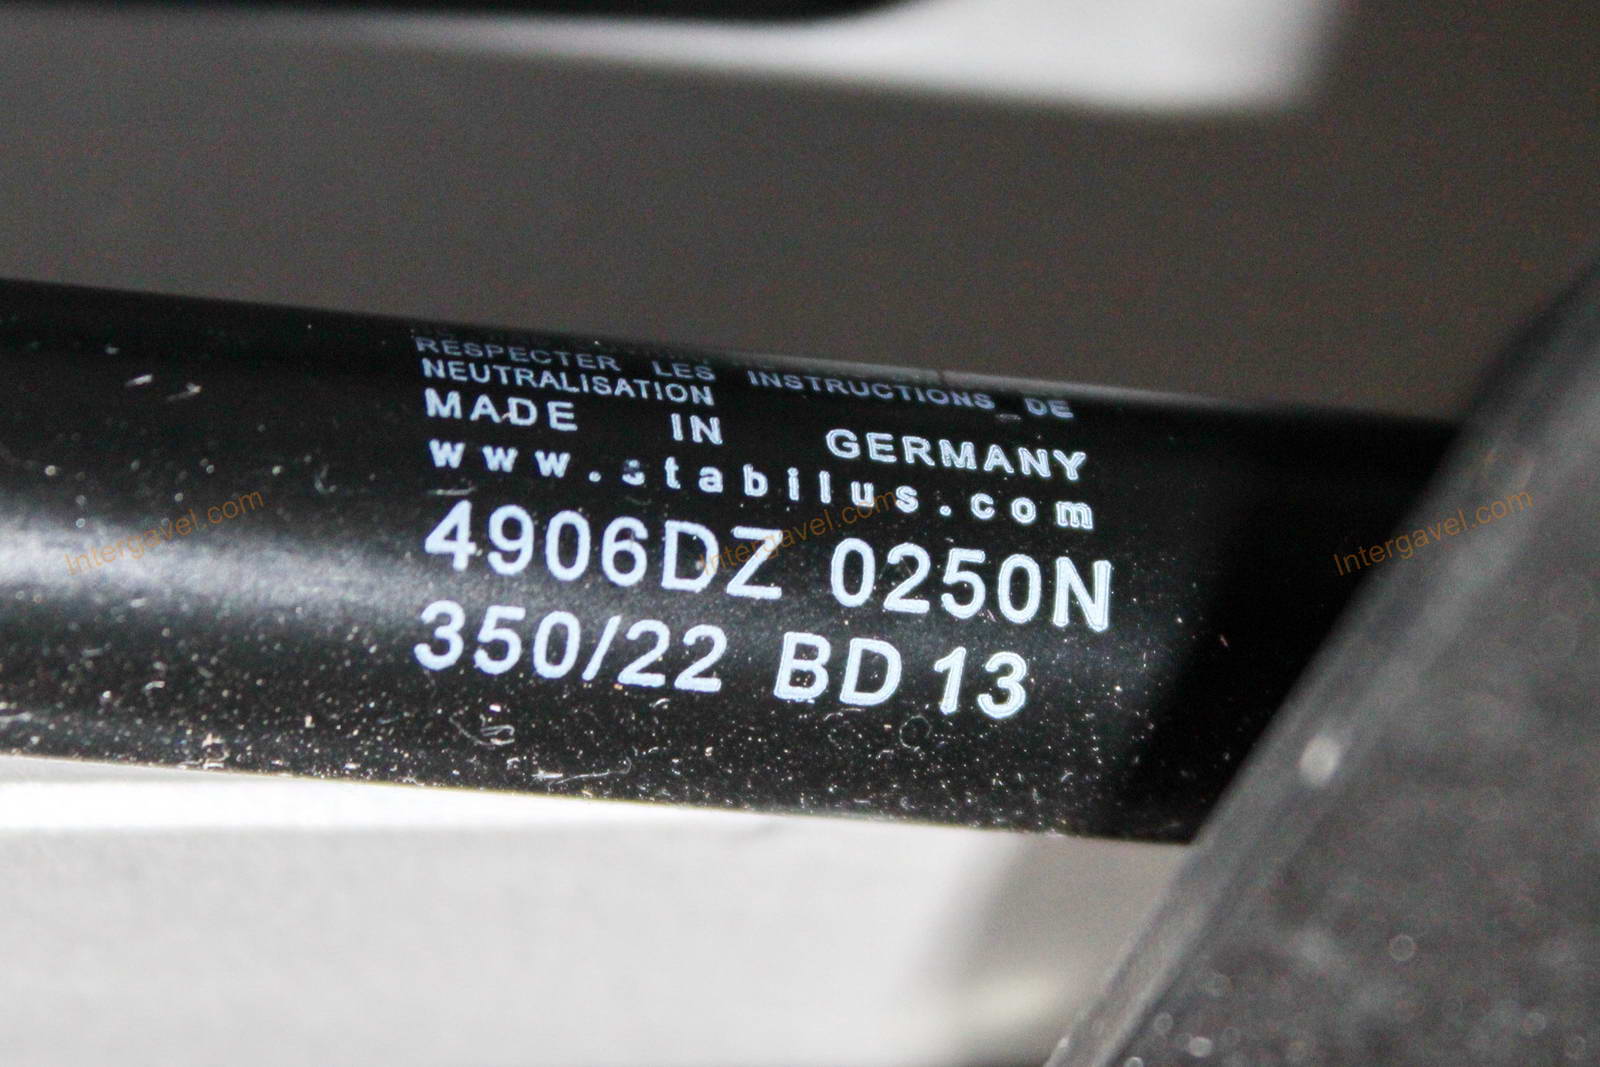 RESPECTER LES INSTRUCTIONS DE
NEUTRALISATION
MADE IN GERMANY
www.stabilus.com
4906DZ 0250N
350/22 BD 13
Intergavel.com
Intergavel.com
Intergavel.com